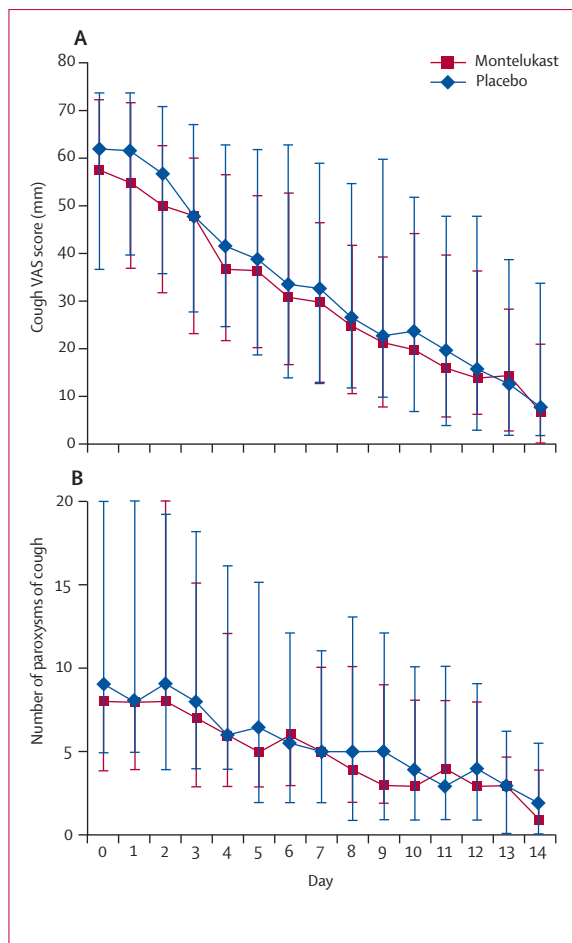 A
Montelukast
Placebo
Cough VAS score (mm)
80
70
60
50
40
30
20
10
0
B
Number of paroxysms of cough
20
15
10
5
0
0 1 2 3 4 5 6 7 8 9 10 11 12 13 14
Day